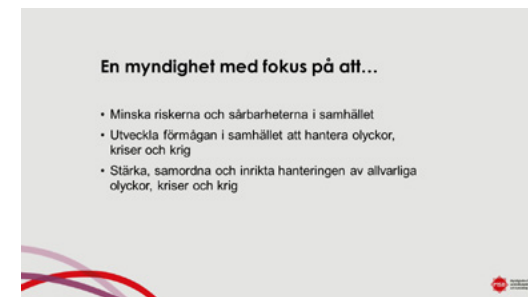 En myndighet med fokus på att…
• Minska riskerna och sårbarheterna i samhället
• Utveckla förmågan i samhället att hantera olyckor,
kriser och krig
• Stärka, samordna och inrikta hanteringen av allvarliga
olyckor, kriser och krig